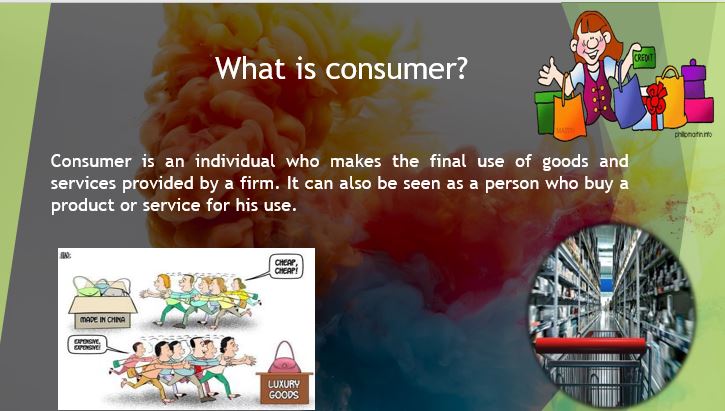 What is consumer?
CREDIT
philipmartin.info
Consumer is an individual who makes the final use of goods and
services provided by a firm. It can also be seen as a person who buy a
product or service for his use.
CHEAP,
CHEAP!
MADE IN CHINA
EXPENSIVE,
EXPENSIVE!
LUXURY
GOODS